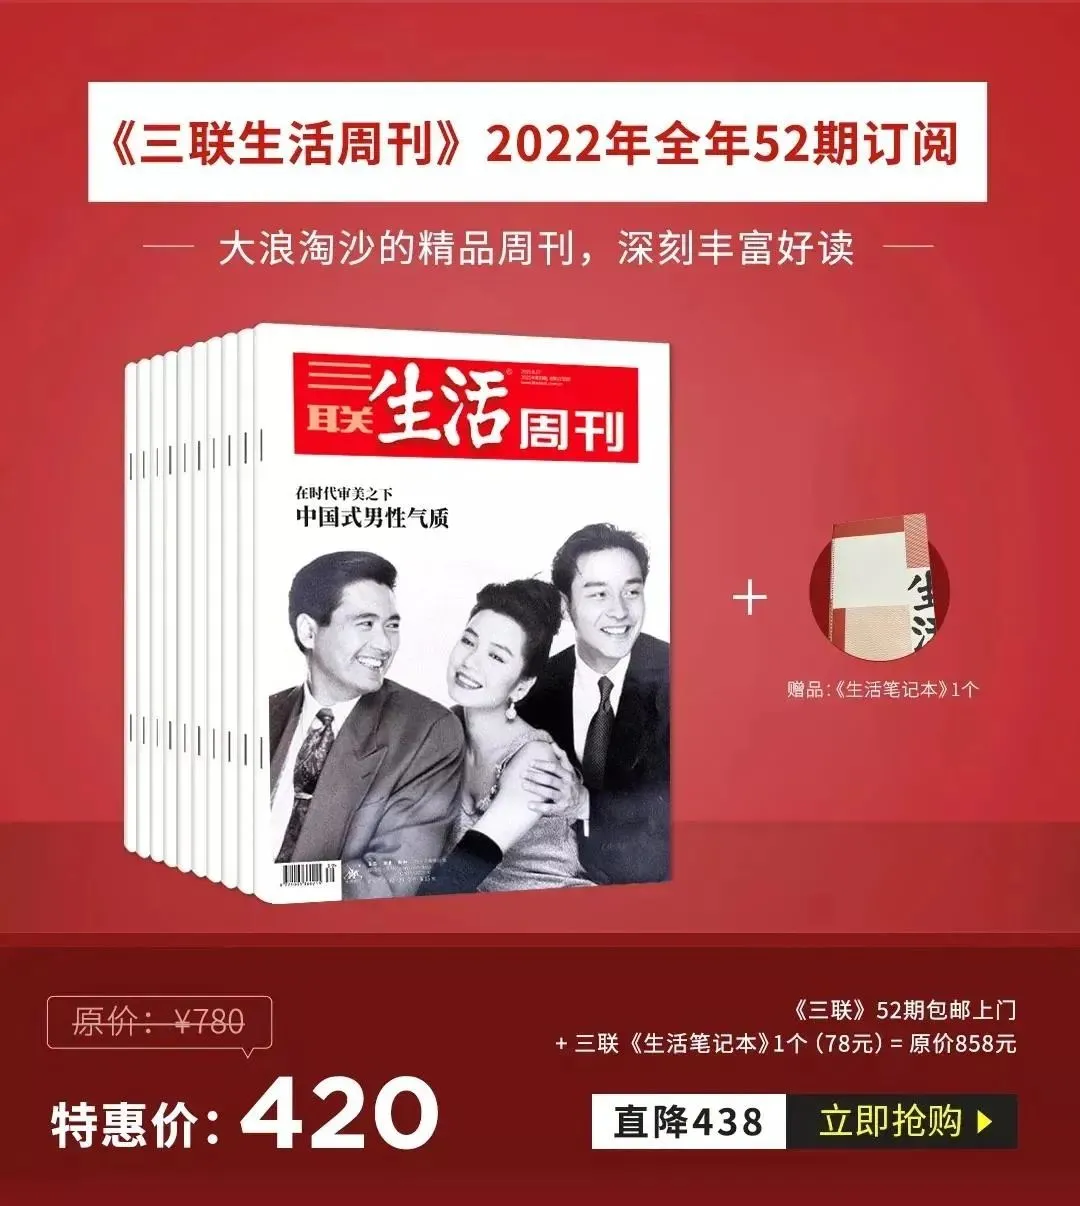 《三联生活周刊》2022年全年52期订阅
大浪淘沙的精品周刊，深刻丰富好读
三联生活周刊
在时代审美之下
中国式男性气质
+
生活
赠品：《生活笔记本》1个
原价：¥780
特惠价：420
《三联》52期包邮上门
+ 三联《生活笔记本》1个（78元）= 原价858元
直降438
立即抢购